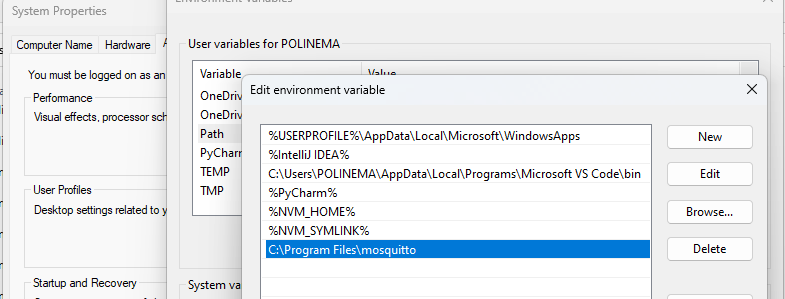 System Properties
Environment Variables
Computer Name
Hardware
You must be logged on as an
Performance
Visual effects, processor sch
User Profiles
Desktop settings related to y
Startup and Recovery
User variables for POLINEMA
Variable
Value
OneDriv
OneDriv
Path
PyCharm
TEMP
TMP
System va
Edit environment variable
%USERPROFILE%\AppData\Local\Microsoft\WindowsApps
%IntelliJ IDEA%
C:\Users\POLINEMA\AppData\Local\Programs\Microsoft VS Code\bin
%PyCharm%
%NVM_HOME%
%NVM_SYMLINK%
C:\Program Files\mosquitto
New
Edit
Browse...
Delete